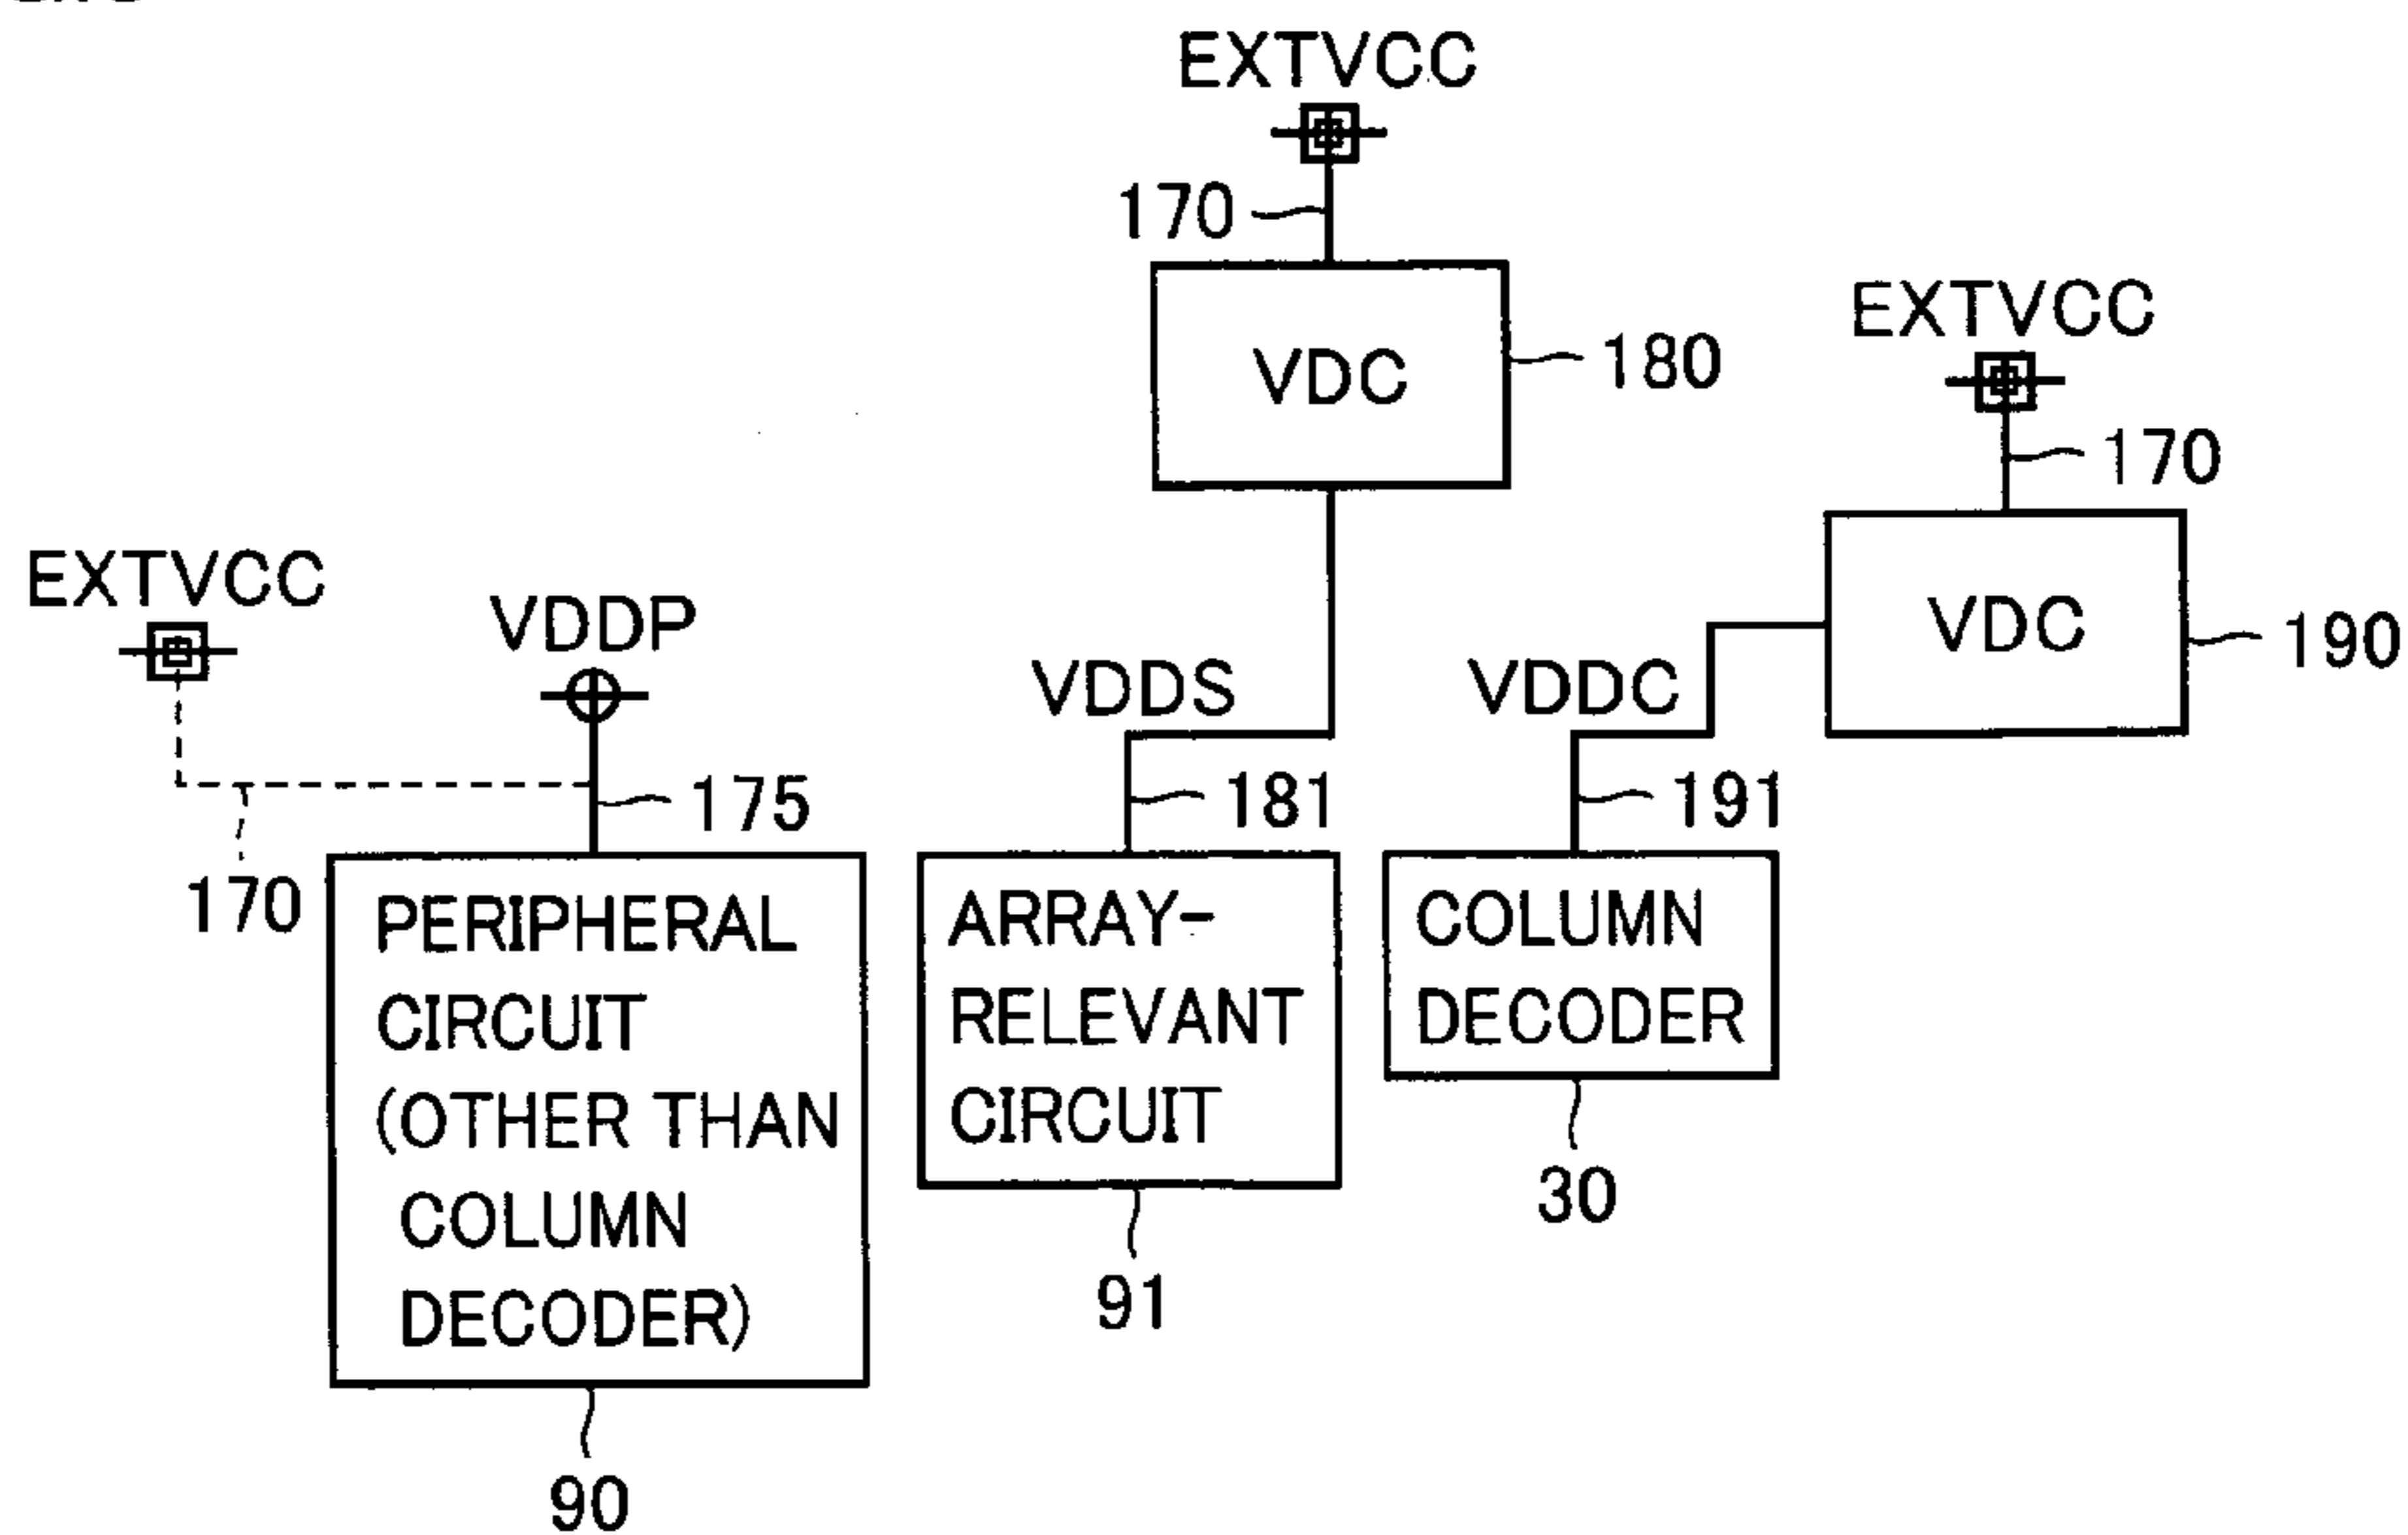 EXTVCC
170
VDC
180
EXTVCC
170
VDC
190
EXTVCC
VDDP
VDDS
VDDC
175
181
191
170
PERIPHERAL
CIRCUIT
(OTHER THAN
COLUMN
DECODER)
90
ARRAY-
RELEVANT
CIRCUIT
91
COLUMN
DECODER
30